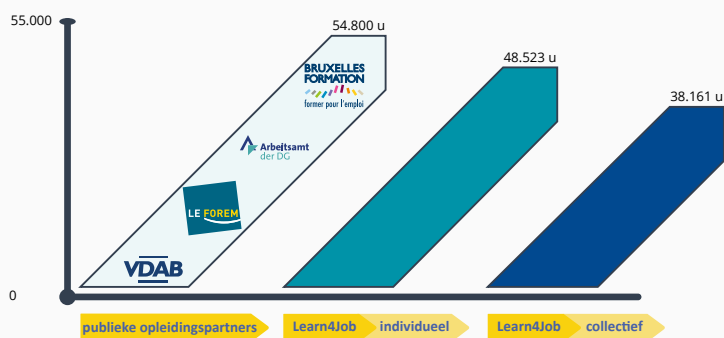 55.000
54.800 u
48.523 u
38.161 u
BRUXELLES
FORMATION
former pour l'emploi
Arbeitsamt
der DG
LE FOREM
VDAB
0
publieke opleidingspartners
Learn4Job individueel
Learn4Job collectief